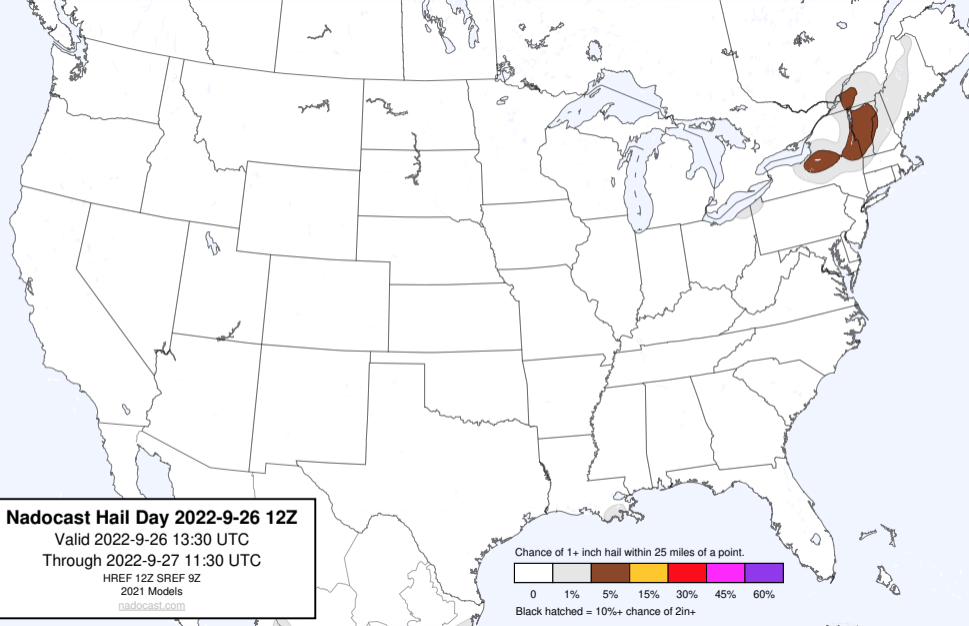 Nadocast Hail Day 2022-9-26 12Z
Valid 2022-9-26 13:30 UTC
Through 2022-9-27 11:30 UTC
HREF 12Z SREF 9Z
2021 Models
nadocast.com
Chance of 1+ inch hail within 25 miles of a point.
0 1% 5% 15% 30% 45% 60%
Black hatched = 10%+ chance of 2in+